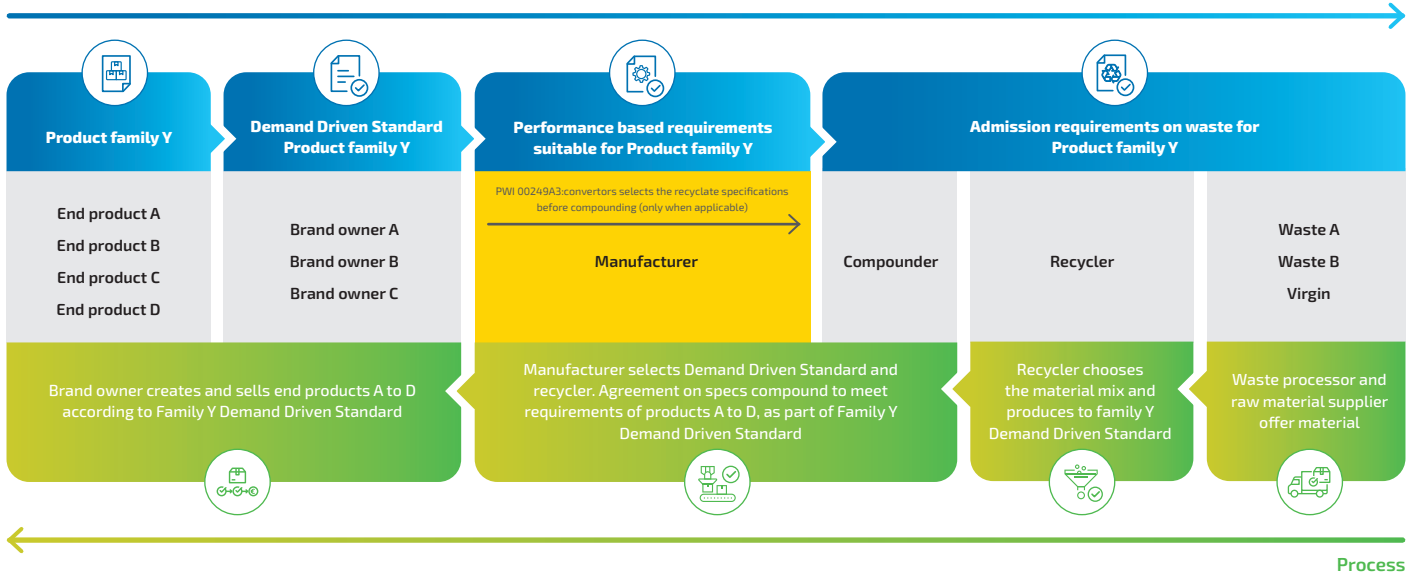 Product family Y
Demand Driven Standard
Product family Y
Performance based requirements
suitable for Product family Y
Admission requirements on waste for
Product family Y
End product A
End product B
End product C
End product D
Brand owner A
Brand owner B
Brand owner C
PWI 00249A3:convertors selects the recyclate specifications
before compounding (only when applicable)
Manufacturer
Compounder
Recycler
Waste A
Waste B
Virgin
Brand owner creates and sells end products A to D
according to Family Y Demand Driven Standard
Manufacturer selects Demand Driven Standard and
recycler. Agreement on specs compound to meet
requirements of products A to D, as part of Family Y
Demand Driven Standard
Recycler chooses
the material mix and
produces to family Y
Demand Driven Standard
Waste processor and
raw material supplier
offer material
Process